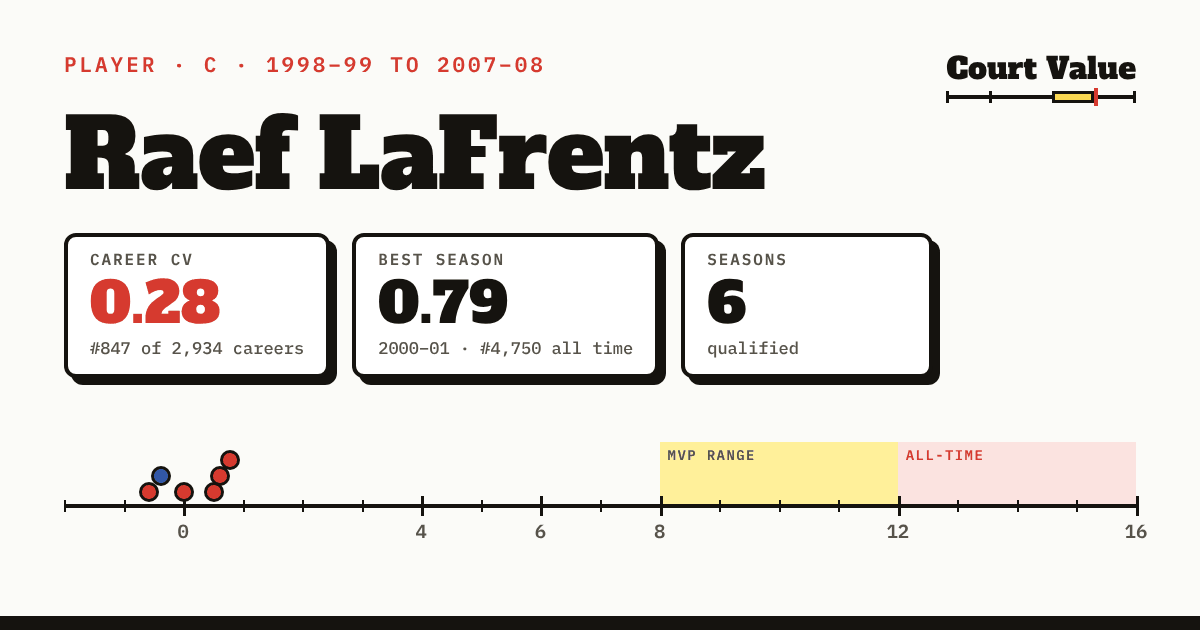 PLAYER · C · 1998–99 TO 2007–08
Court Value
Raef LaFrentz
CAREER CV
0.28
#847 of 2,934 careers
BEST SEASON
0.79
2000–01 · #4,750 all time
SEASONS
6
qualified
MVP RANGE
ALL-TIME
0
4
6
8
12
16